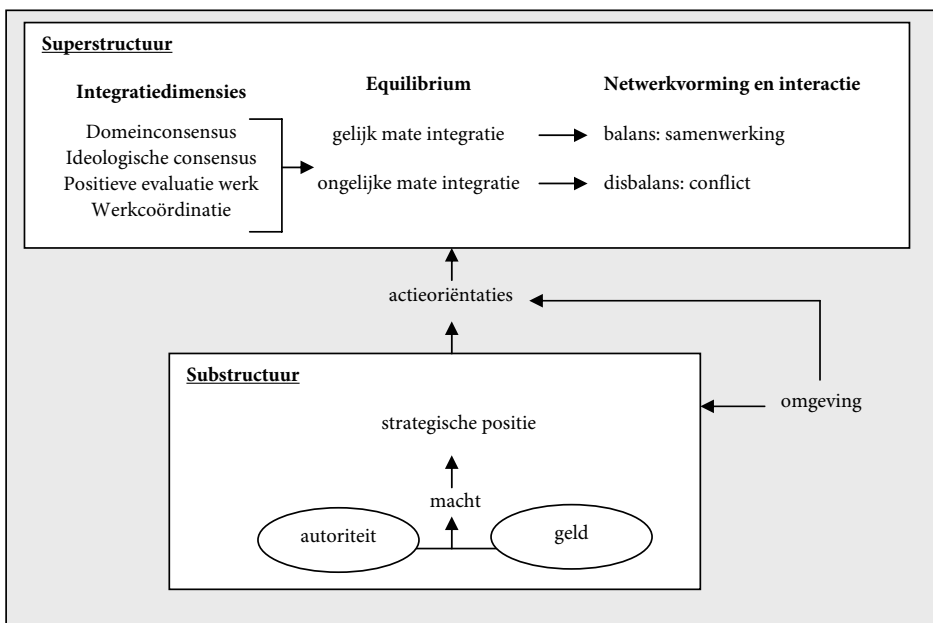 Superstructuur
Integratiedimensies
Domeinconsensus
Ideologische consensus
Positieve evaluatie werk
Werkcoördinatie
Equilibrium
gelijk mate integratie
ongelijke mate integratie
Netwerkvorming en interactie
balans: samenwerking
disbalans: conflict
actieoriëntaties
Substructuur
strategische positie
macht
autoriteit
geld
omgeving